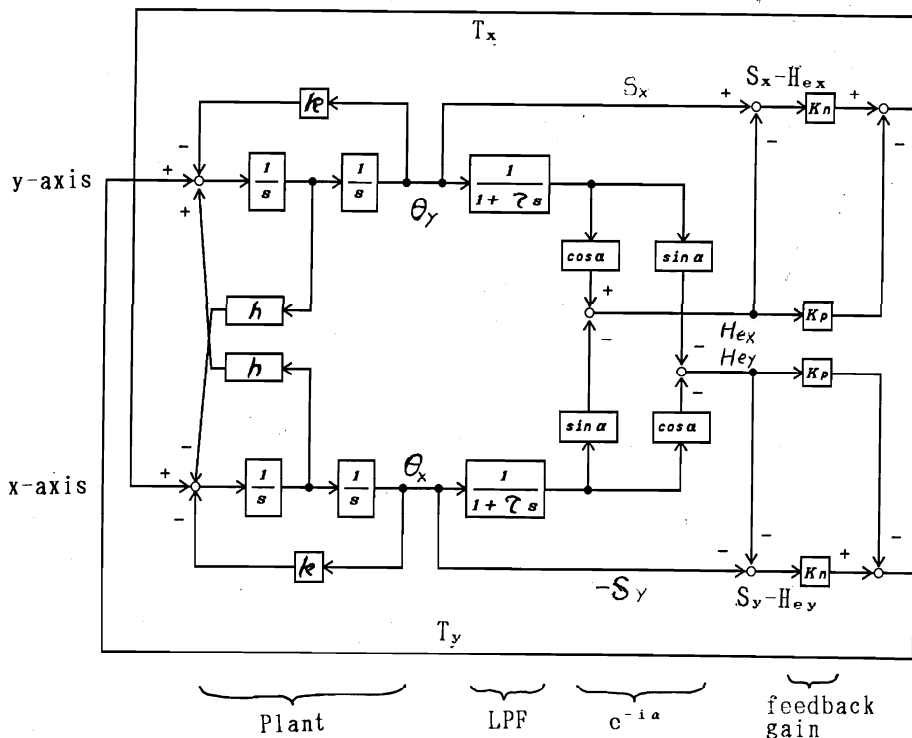 Tx
Sx
Sx-Hex
k
+
-
Kn
+
-
-
+
y-axis
+
1/s
1/s
θY
1/(1+τs)
cosα
sinα
+
-
Kp
h
Hex
-
Hey
h
Kp
-
-
sinα
cosα
x-axis
+
-
1/s
1/s
θx
1/(1+τs)
-
k
-
-
Kn
+
-
-SY
Sy-Hey
Ty
Plant
LPF
e-iα
feedback
gain